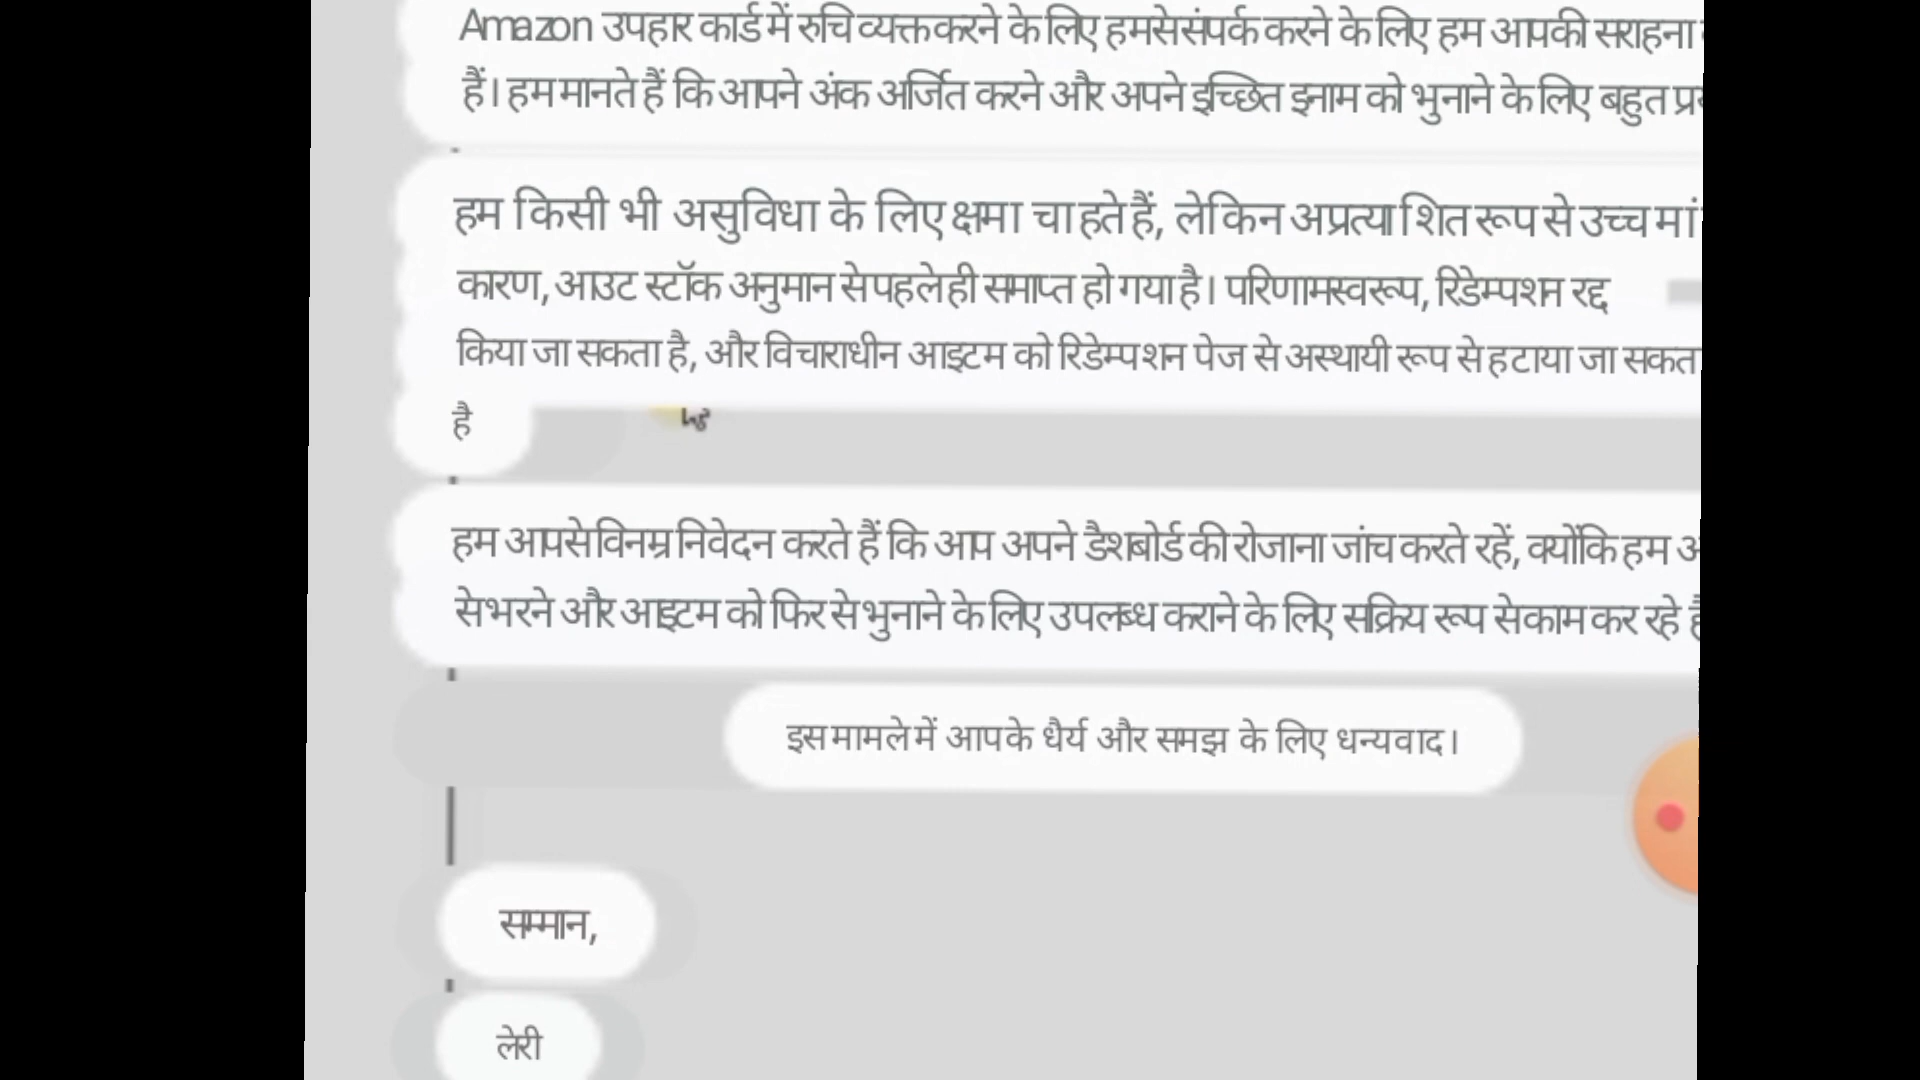 Amazon उपहार कार्ड में रुचि व्यक्त करने के लिए हमसे संपर्क करने के लिए हम आपकी सराहना
हैं। हम मानते हैं कि आपने अंक अर्जित करने और अपने इच्छित इनाम को भुनाने के लिए बहुत
हम किसी भी असुविधा के लिए क्षमा चाहते हैं, लेकिन अप्रत्याशित रूप से उच्च
कारण, आउट स्टॉक अनुमान से पहले ही समाप्त हो गया है। परिणामस्वरूप, रिडेम्पशन रद्द
किया जा सकता है, और विचाराधीन आइटम को रिडेम्पशन पेज से अस्थायी रूप से हटाया जा
है
हम आपसे विनम्र निवेदन करते हैं कि आप अपने डैशबोर्ड की रोजाना जांच करते रहें, क्योंकि हम
से भरने और आइटम को फिर से भुनाने के लिए उपलब्ध कराने के लिए सक्रिय रूप से काम कर रहे
इस मामले में आपके धैर्य और समझ के लिए धन्यवाद।
सम्मान,
लेरी